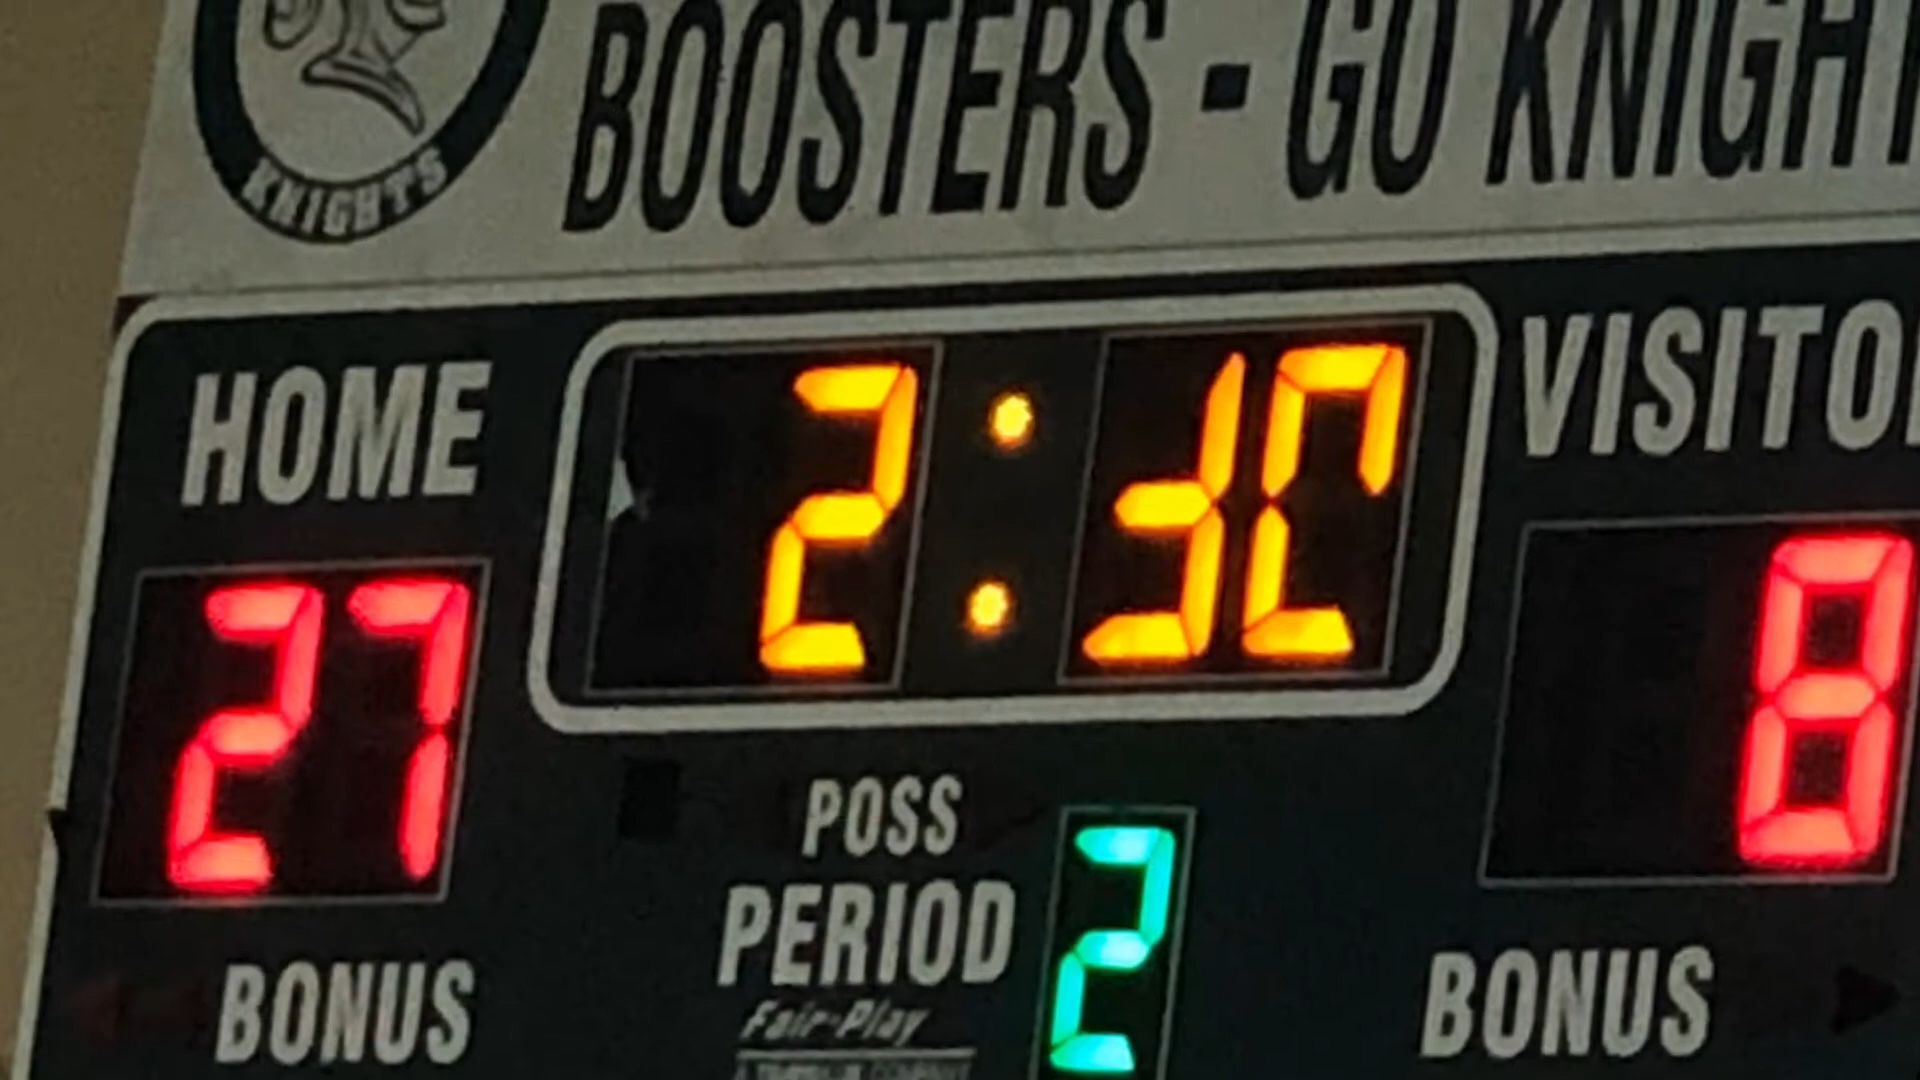 KNIGHTS
BOOSTERS - GO KNIGHT
HOME
2:30
VISITO
27
8
POSS
PERIOD
2
BONUS
BONUS
Fair-Play